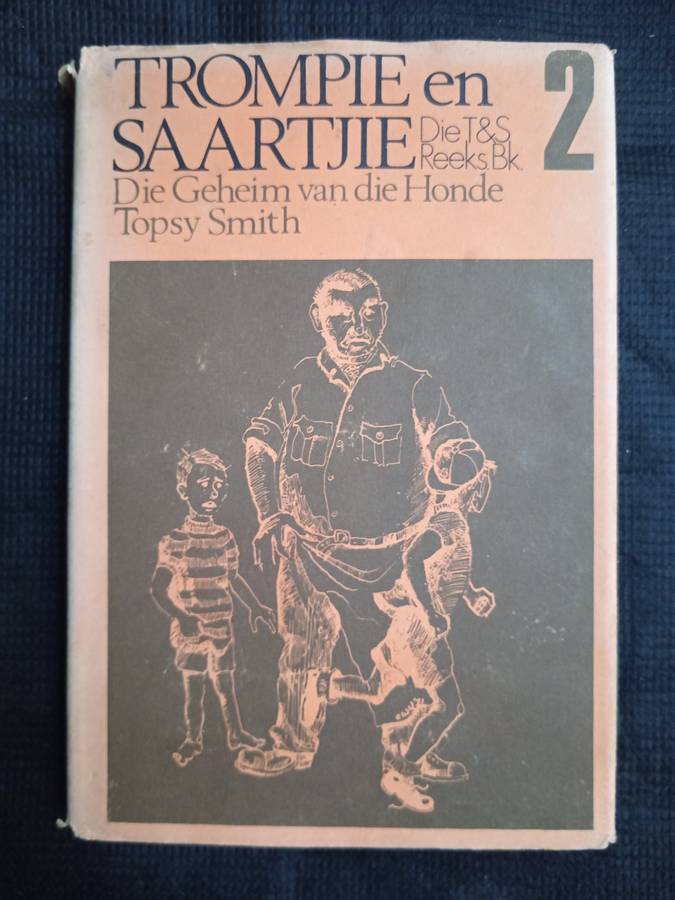 TROMPIE en
SAARTJIE
Die T&S
Reeks. Bk.
2
Die Geheim van die Honde
Topsy Smith